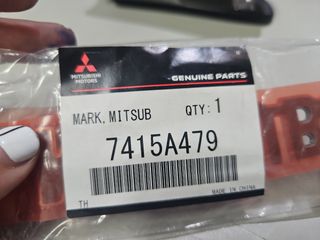 MITSUBISHI
MOTORS
GENUINE PARTS
MARK,MITSUB QTY:1
7415A479
TH MADE IN CHINA